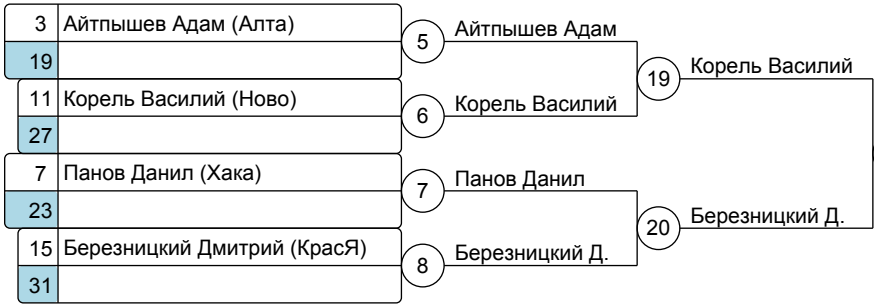 3 Айтпышев Адам (Алта)
19
5 Айтпышев Адам
11 Корель Василий (Ново)
27
6 Корель Василий
19 Корель Василий
7 Панов Данил (Хака)
23
7 Панов Данил
15 Березницкий Дмитрий (КрасЯ)
31
8 Березницкий Д.
20 Березницкий Д.